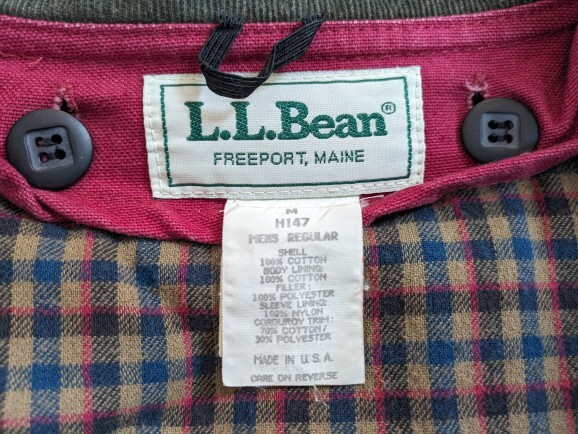 L.L.Bean®
FREEPORT, MAINE
M
H147
MENS REGULAR
SHELL
100% COTTON
BODY LINING:
100% COTTON
FILLER:
100% POLYESTER
SLEEVE LINING:
100% NYLON
CORDUROY TRIM:
70% COTTON/
30% POLYESTER
MADE IN U.S.A.
CARE ON REVERSE